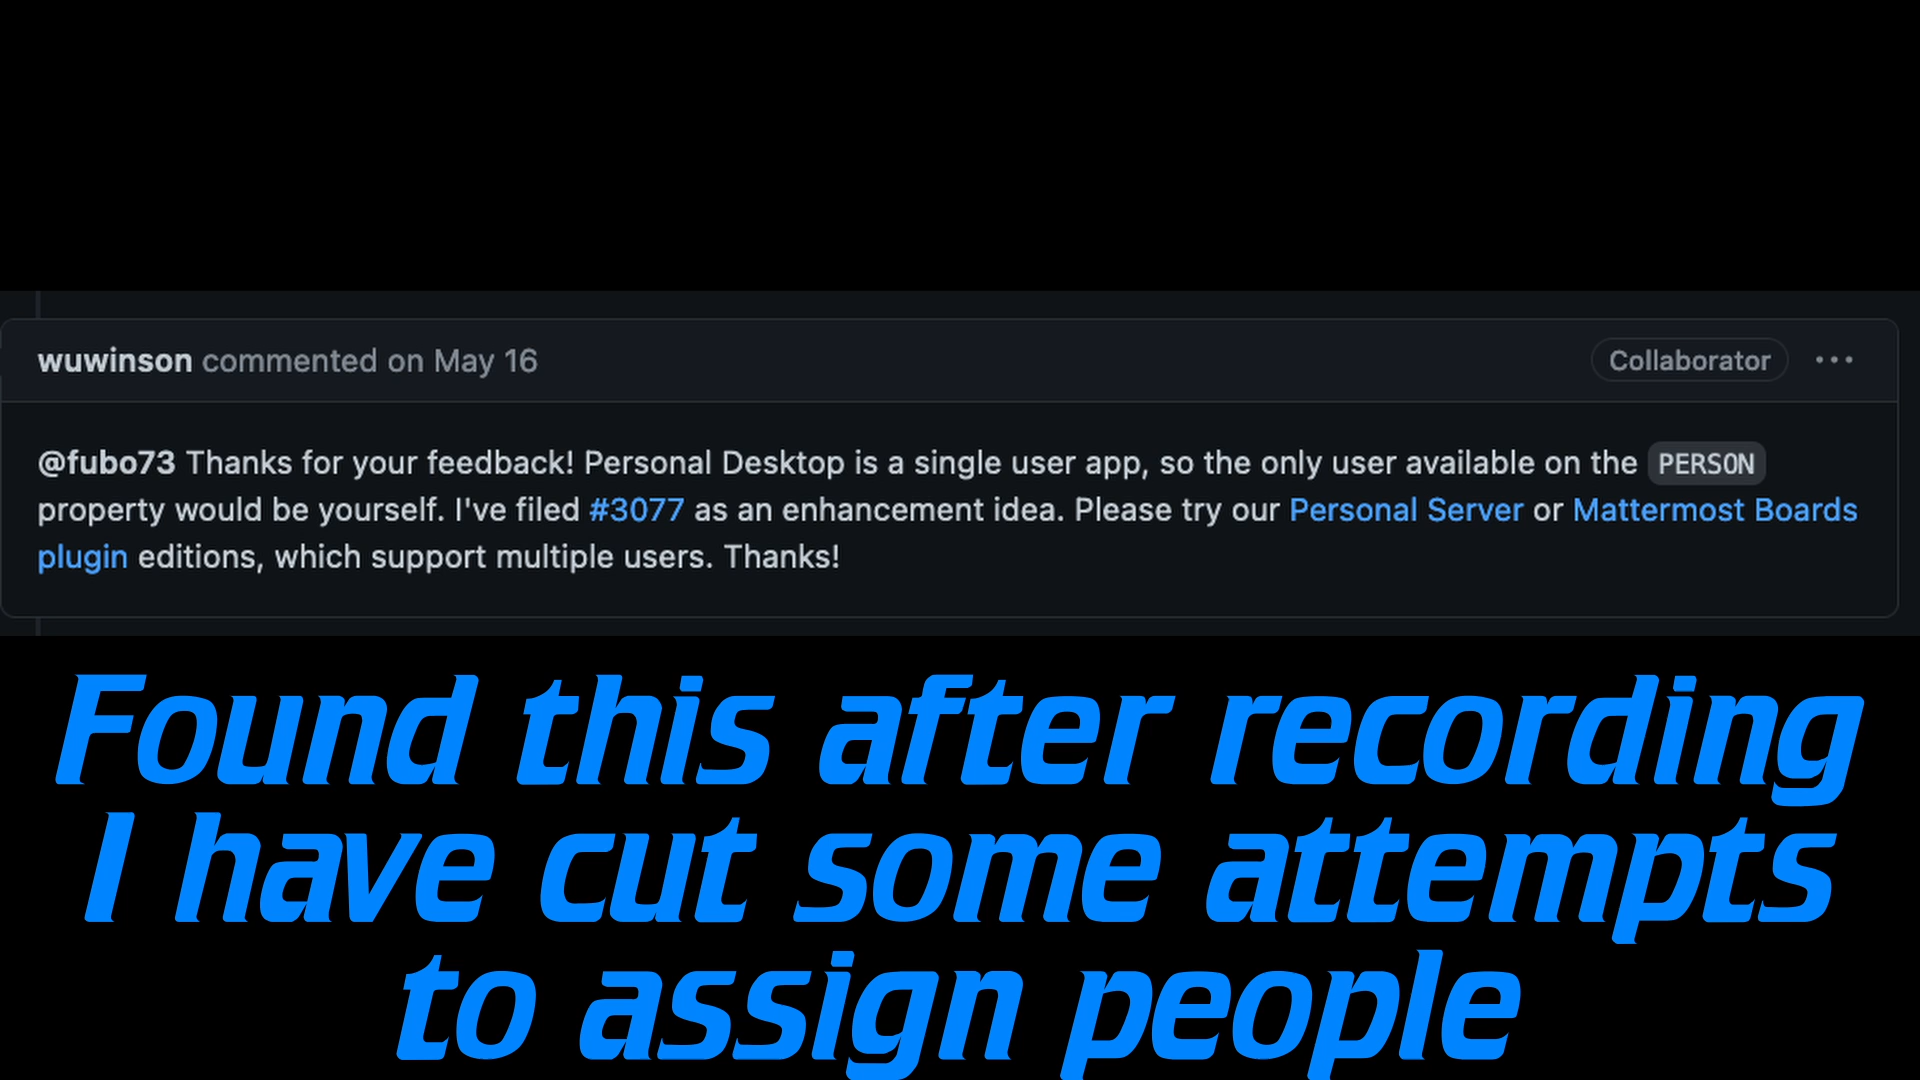 wuwinson commented on May 16
Collaborator
@fubo73 Thanks for your feedback! Personal Desktop is a single user app, so the only user available on the PERSON
property would be yourself. I've filed #3077 as an enhancement idea. Please try our Personal Server or Mattermost Boards
plugin editions, which support multiple users. Thanks!
Found this after recording
I have cut some attempts
to assign people